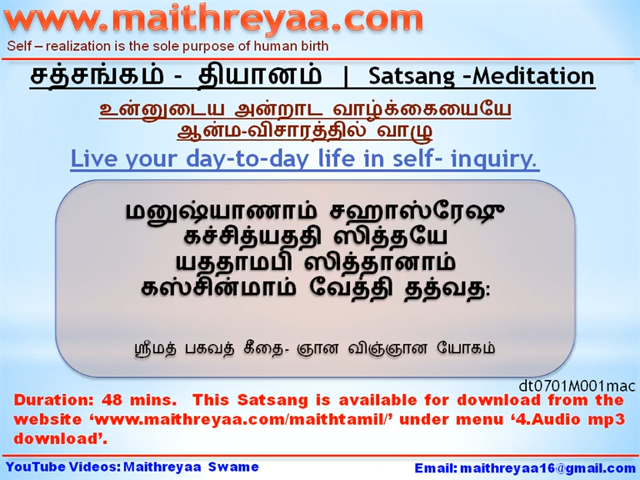 www.maithreyaa.com
Self – realization is the sole purpose of human birth
சத்சங்கம் - தியானம் | Satsang –Meditation
உன்னுடைய அன்றாட வாழ்க்கையையே
ஆன்ம-விசாரத்தில் வாழு
Live your day-to-day life in self- inquiry.
மனுஷ்யாணாம் சஹாஸ்ரேஷு
கச்சித்யததி ஸித்தயே
யததாமபி ஸித்தானாம்
கஸ்சின்மாம் வேத்தி தத்வத:
ஸ்ரீமத் பகவத் கீதை- ஞான விஞ்ஞான யோகம்
dt0701M001mac
Duration: 48 mins. This Satsang is available for download from the
website ‘www.maithreyaa.com/maithtamil/’ under menu ‘4.Audio mp3
download’.
YouTube Videos: Maithreyaa Swame
Email: maithreyaa16@gmail.com